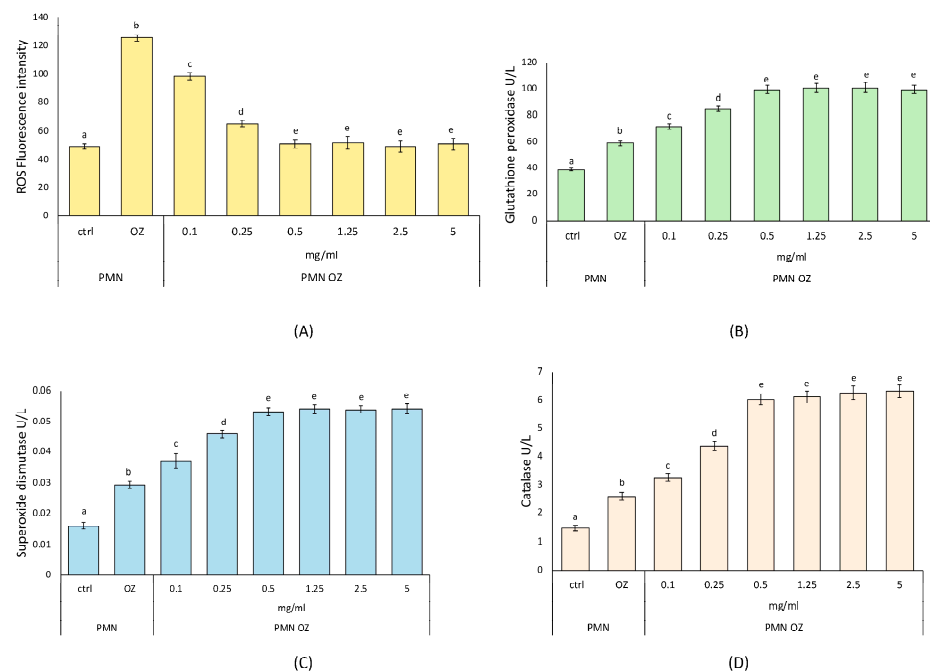 ROS Fluorescence intensity
140
120
100
80
60
40
20
0
a
b
c
d
e
e
e
e
ctrl OZ 0.1 0.25 0.5 1.25 2.5 5
mg/ml
PMN PMN OZ
(A)
Glutathione peroxidase U/L
120
100
80
60
40
20
0
a
b
c
d
e
e
e
e
ctrl OZ 0.1 0.25 0.5 1.25 2.5 5
mg/ml
PMN PMN OZ
(B)
Superoxide dismutase U/L
0.06
0.05
0.04
0.03
0.02
0.01
0
a
b
c
d
e
e
e
e
ctrl OZ 0.1 0.25 0.5 1.25 2.5 5
mg/ml
PMN PMN OZ
(C)
Catalase U/L
7
6
5
4
3
2
1
0
a
b
c
d
e
e
e
e
ctrl OZ 0.1 0.25 0.5 1.25 2.5 5
mg/ml
PMN PMN OZ
(D)